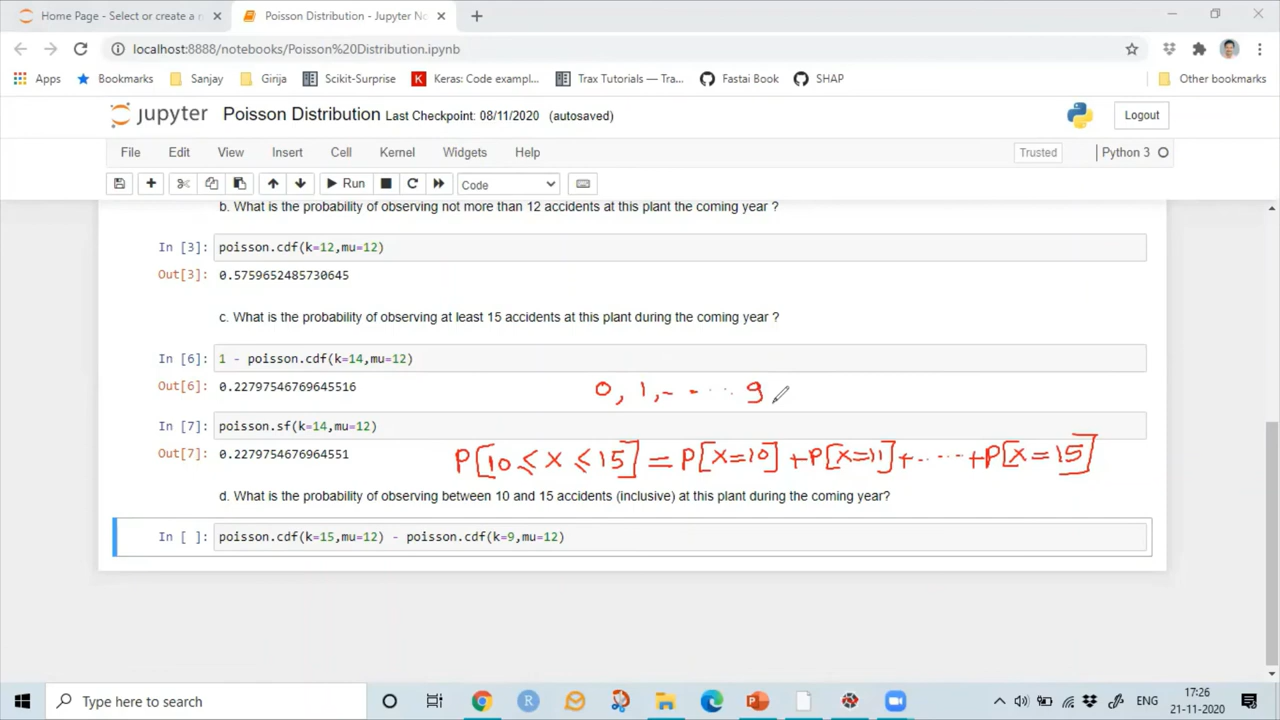 Home Page - Select or create a n
Poisson Distribution - Jupyter No
localhost:8888/notebooks/Poisson%20Distribution.ipynb
Apps Bookmarks Sanjay Girija Scikit-Surprise Keras: Code exampl... Trax Tutorials — Tra... Fastai Book SHAP Other bookmarks
jupyter Poisson Distribution Last Checkpoint: 08/11/2020 (autosaved) Logout
File Edit View Insert Cell Kernel Widgets Help Trusted Python 3
Run Code
b. What is the probability of observing not more than 12 accidents at this plant the coming year ?
In [3]: poisson.cdf(k=12,mu=12)
Out[3]: 0.5759652485730645
c. What is the probability of observing at least 15 accidents at this plant during the coming year ?
In [6]: 1 - poisson.cdf(k=14,mu=12)
Out[6]: 0.22797546769645516
0, 1, - - ... 9
In [7]: poisson.sf(k=14,mu=12)
Out[7]: 0.2279754676964551
P[10 ≤ X ≤ 15] = P[X=10] + P[X=11] + ..... + P[X=15]
d. What is the probability of observing between 10 and 15 accidents (inclusive) at this plant during the coming year?
In [ ]: poisson.cdf(k=15,mu=12) - poisson.cdf(k=9,mu=12)
Type here to search
ENG
17:26
21-11-2020